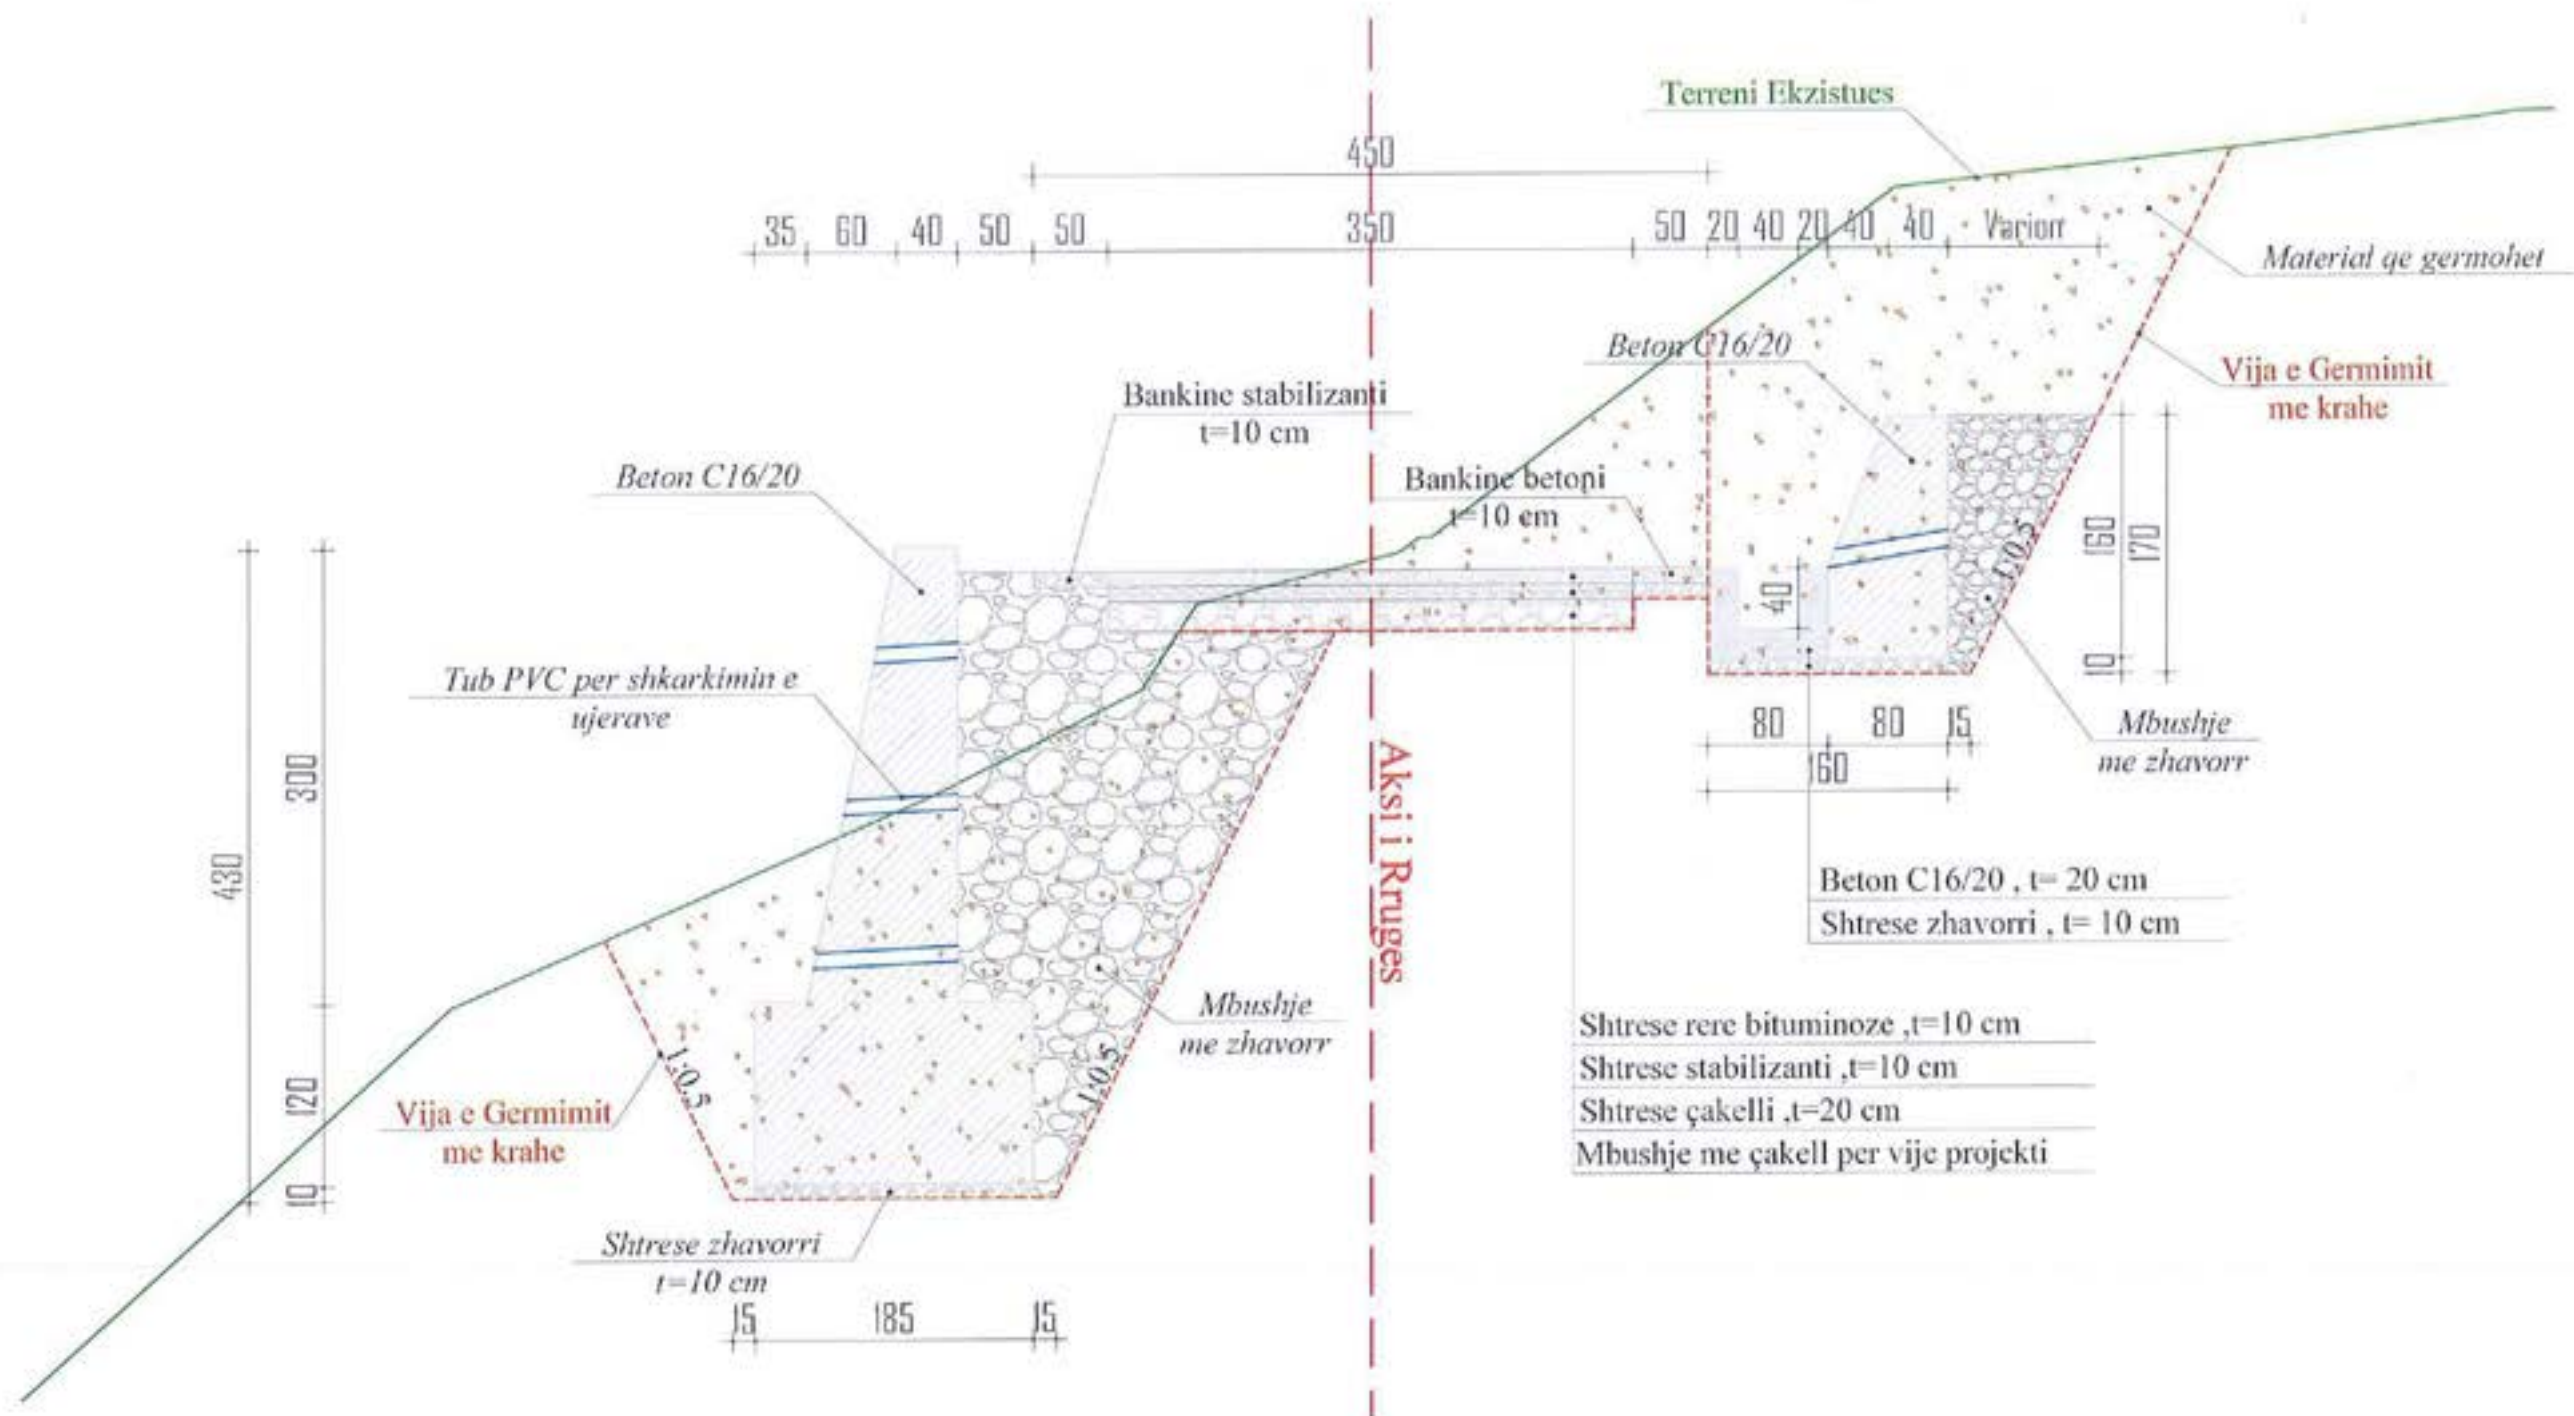 Terreni Ekzistues
450
35 60 40 50 50 350 50 20 40 20 40 40 Variorr
Material qe germohet
Beton C16/20
Vija e Germimit
me krahe
Bankine stabilizanti
t=10 cm
Beton C16/20
Bankine betoni
t=10 cm
1:0.5
160
170
40
10
Tub PVC per shkarkimin e
ujerave
80 80 15
160
Mbushje
me zhavorr
Aksi i Rruges
300
430
Beton C16/20 , t= 20 cm
Shtrese zhavorri , t= 10 cm
Mbushje
me zhavorr
Shtrese rere bituminoze ,t=10 cm
Shtrese stabilizanti ,t=10 cm
Shtrese çakelli ,t=20 cm
Mbushje me çakell per vije projekti
1:0.5
1:0.5
120
Vija e Germimit
me krahe
10
Shtrese zhavorri
t=10 cm
15 185 15